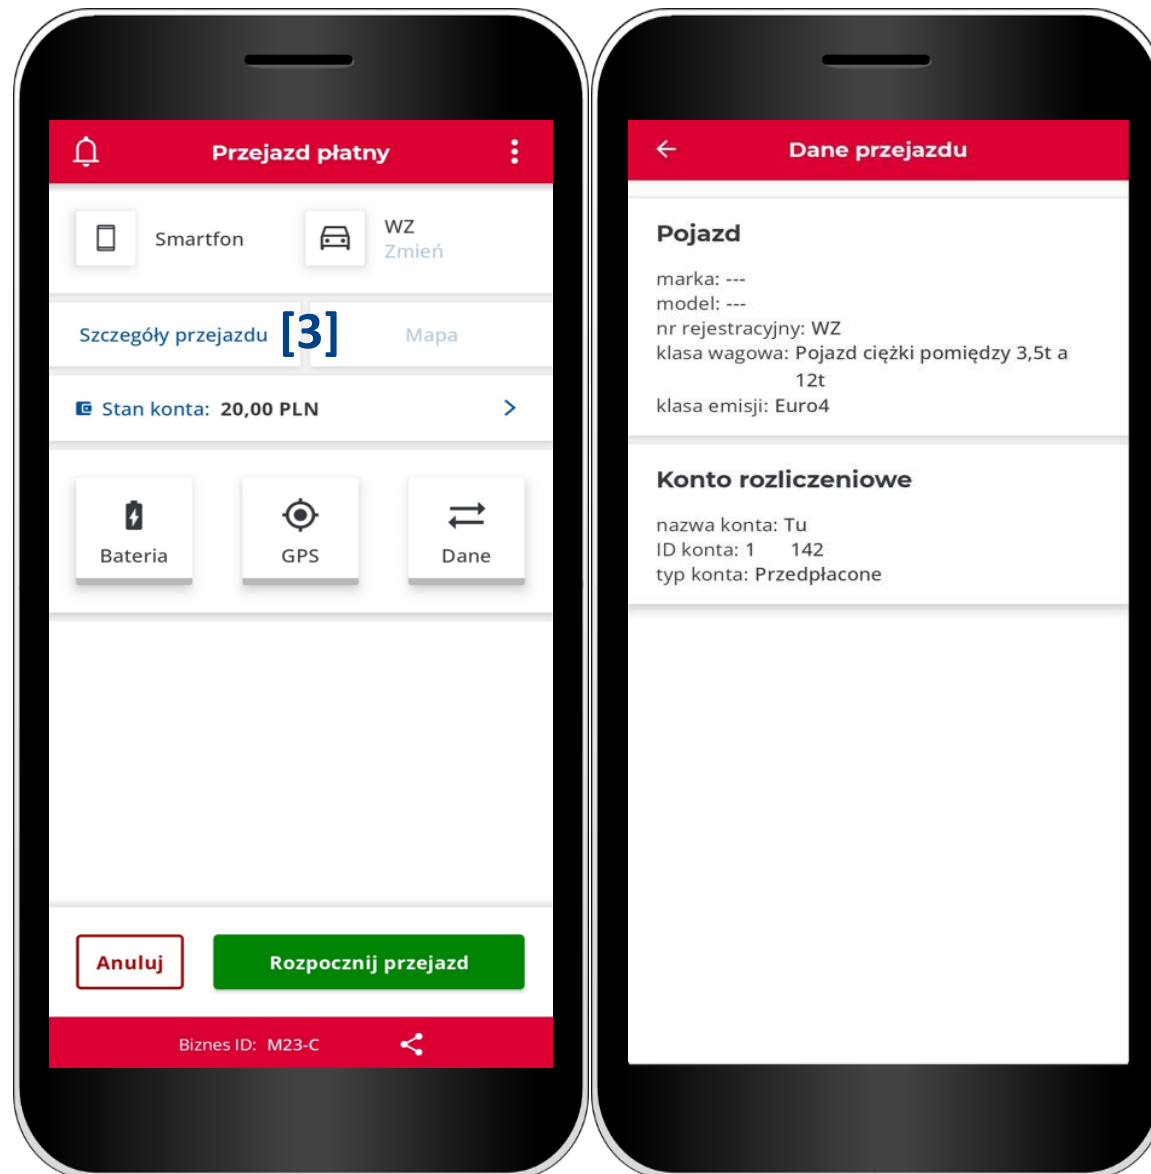 Przejazd płatny
Smartfon
WZ
Zmień
Szczegóły przejazdu [3]
Mapa
Stan konta: 20,00 PLN
Bateria
GPS
Dane
Anuluj
Rozpocznij przejazd
Biznes ID: M23-C
Dane przejazdu
Pojazd
marka: ---
model: ---
nr rejestracyjny: WZ
klasa wagowa: Pojazd ciężki pomiędzy 3,5t a
12t
klasa emisji: Euro4
Konto rozliczeniowe
nazwa konta: Tu
ID konta: 1 142
typ konta: Przedpłacone